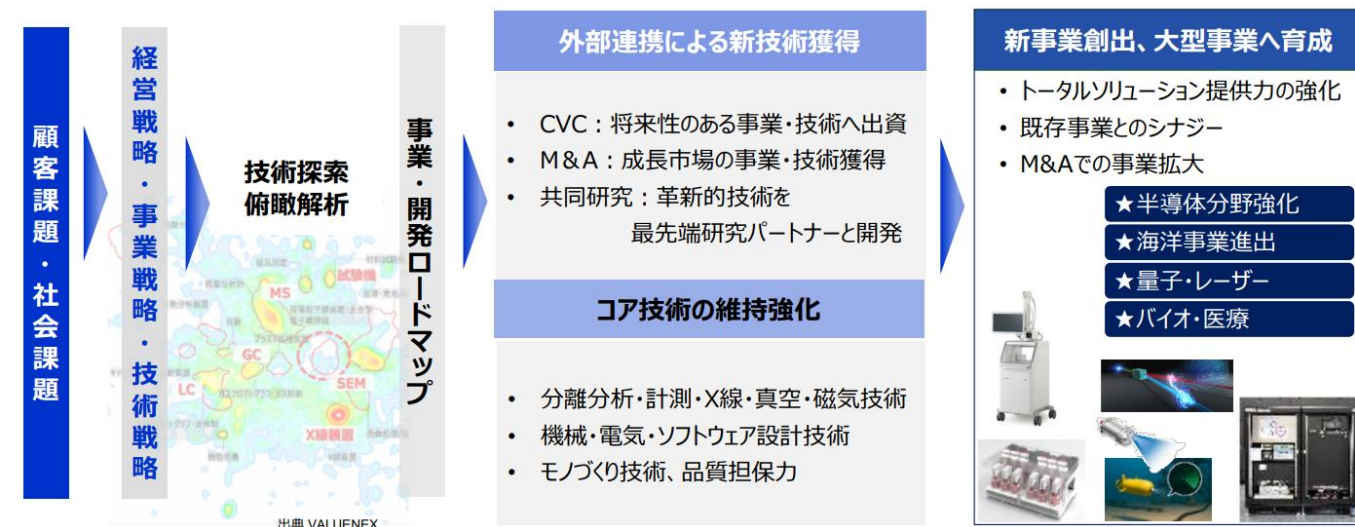 顧客課題・社会課題
経営戦略・事業戦略・技術戦略
技術探索
俯瞰解析
試験機
MS
GC
LC
SEM
X線装置
出典 VALUENEX
事業・開発ロードマップ
外部連携による新技術獲得
• CVC：将来性のある事業・技術へ出資
• M&A：成長市場の事業・技術獲得
• 共同研究：革新的技術を
最先端研究パートナーと開発
コア技術の維持強化
• 分離分析・計測・X線・真空・磁気技術
• 機械・電気・ソフトウェア設計技術
• モノづくり技術、品質担保力
新事業創出、大型事業へ育成
• トータルソリューション提供力の強化
• 既存事業とのシナジー
• M&Aでの事業拡大
★半導体分野強化
★海洋事業進出
★量子・レーザー
★バイオ・医療